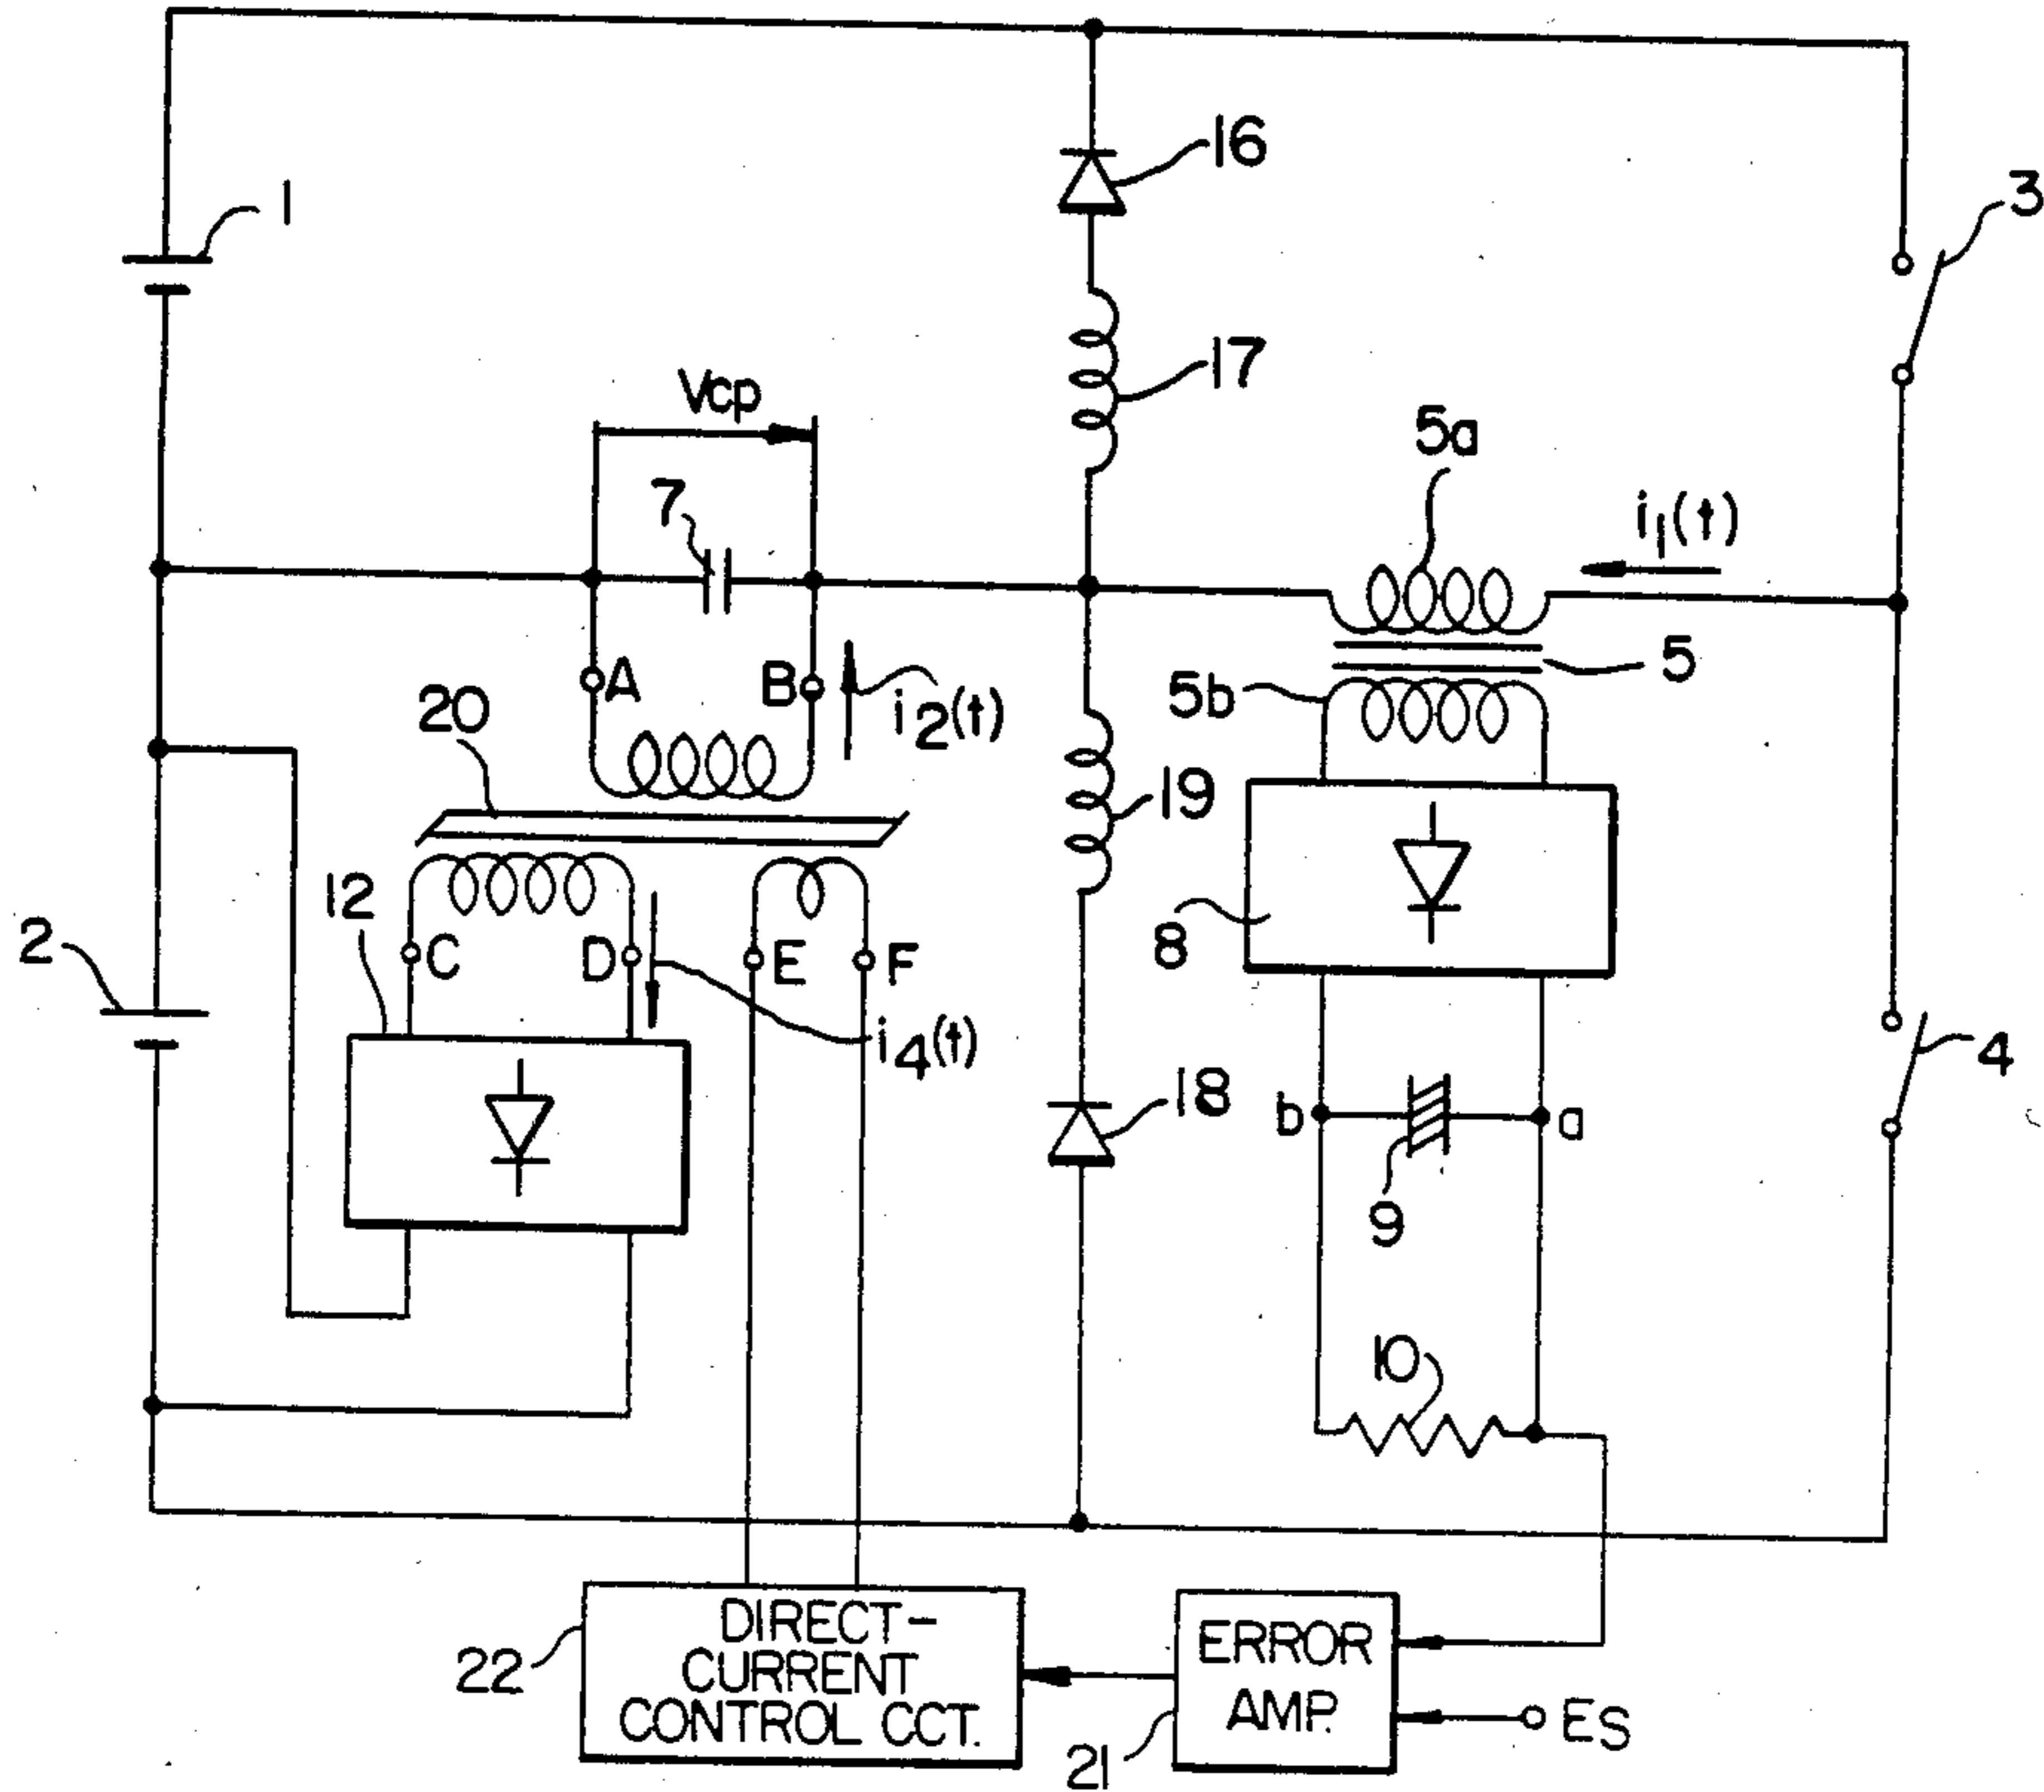 1
16
3
Vcp
17
5a
7
i1(t)
A
B
i2(t)
5
5b
20
19
12
C
D
E
F
8
2
i4(t)
18
4
b
a
9
10
DIRECT-
CURRENT
CONTROL CCT.
22
ERROR
AMP.
21
ES